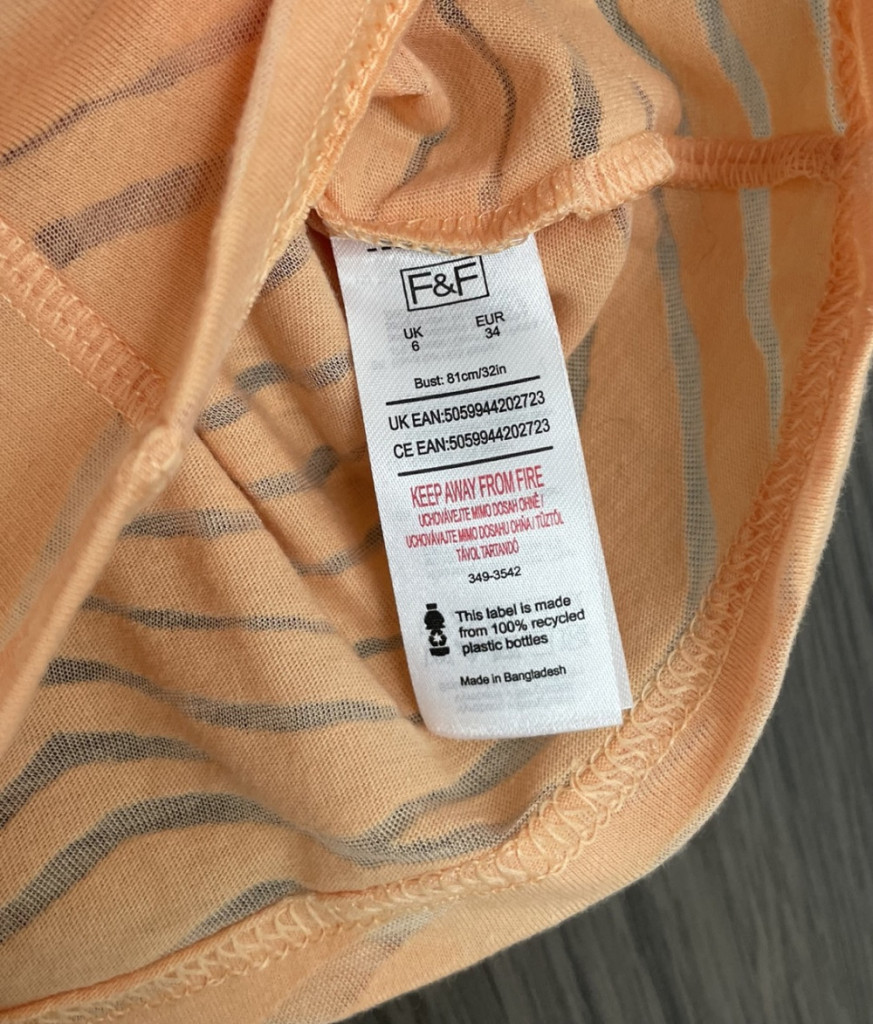 F&F
UK EUR
6 34
Bust: 81cm/32in
UK EAN:5059944202723
CE EAN:5059944202723
KEEP AWAY FROM FIRE
UCHOVÁVEJTE MIMO DOSAH OHNĚ /
UCHOVÁVAJTE MIMO DOSAHU OHŇA / TŰZTŐL
TÁVOL TARTANDÓ
349-3542
This label is made
from 100% recycled
plastic bottles
Made in Bangladesh